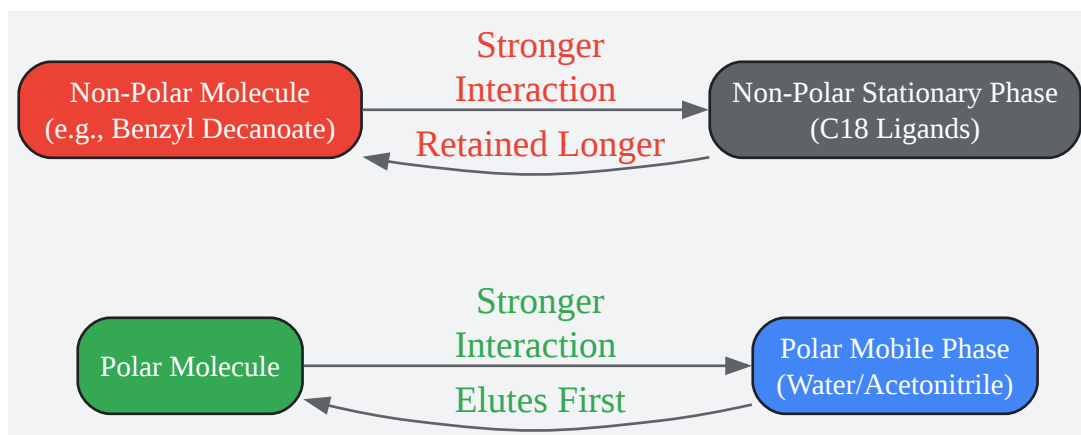 Stronger
Interaction
Non-Polar Molecule
(e.g., Benzyl Decanoate)
Non-Polar Stationary Phase
(C18 Ligands)
Retained Longer
Stronger
Interaction
Polar Molecule
Polar Mobile Phase
(Water/Acetonitrile)
Elutes First